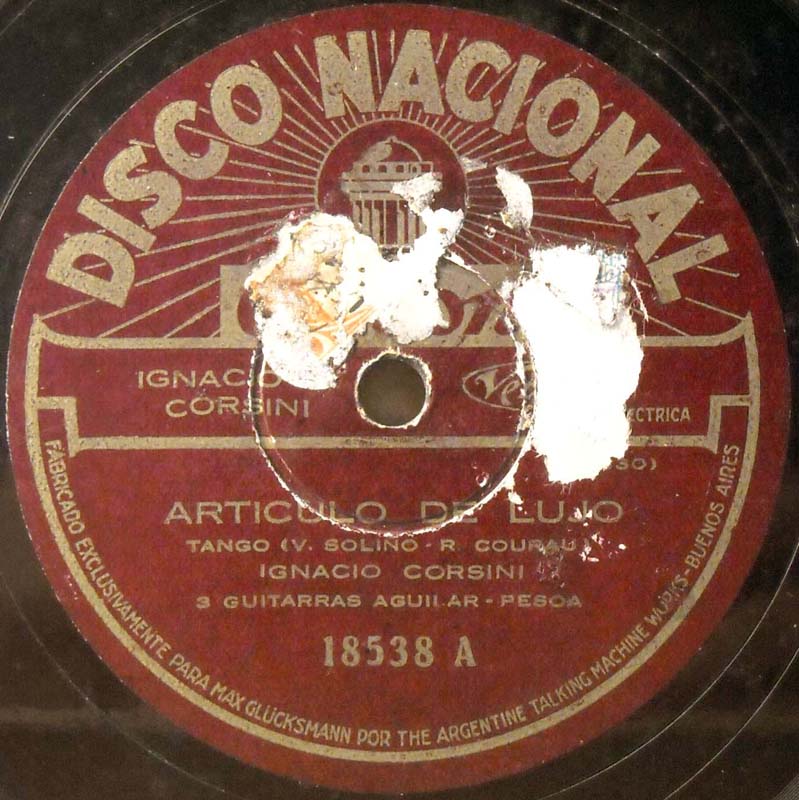 DISCO NACIONAL
IGNACIO
CORSINI
ECTRICA
ARTICULO DE LUJO
TANGO (V. SOLIÑO - R. COURAU)
IGNACIO CORSINI
3 GUITARRAS AGUILAR - PESOA
18538 A
FABRICADO EXCLUSIVAMENTE PARA MAX GLÜCKSMANN POR THE ARGENTINE TALKING MACHINE WORKS-BUENOS AIRES